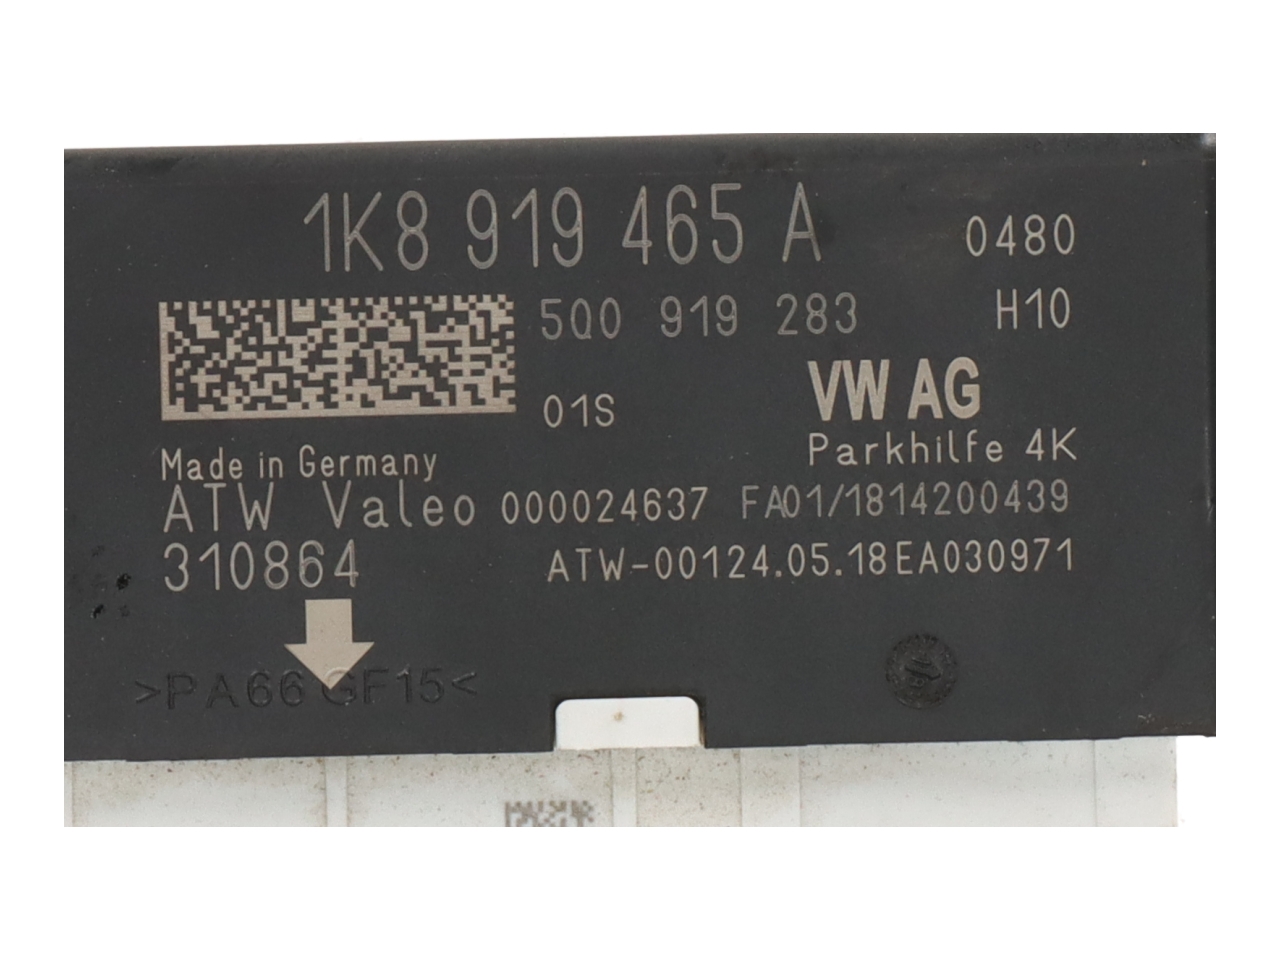 1K8 919 465 A 0480
5Q0 919 283 H10
VW AG
01S
Parkhilfe 4K
Made in Germany
ATW Valeo 000024637 FA01/1814200439
310864 ATW-00124.05.18EA030971
>PA66 GF15<